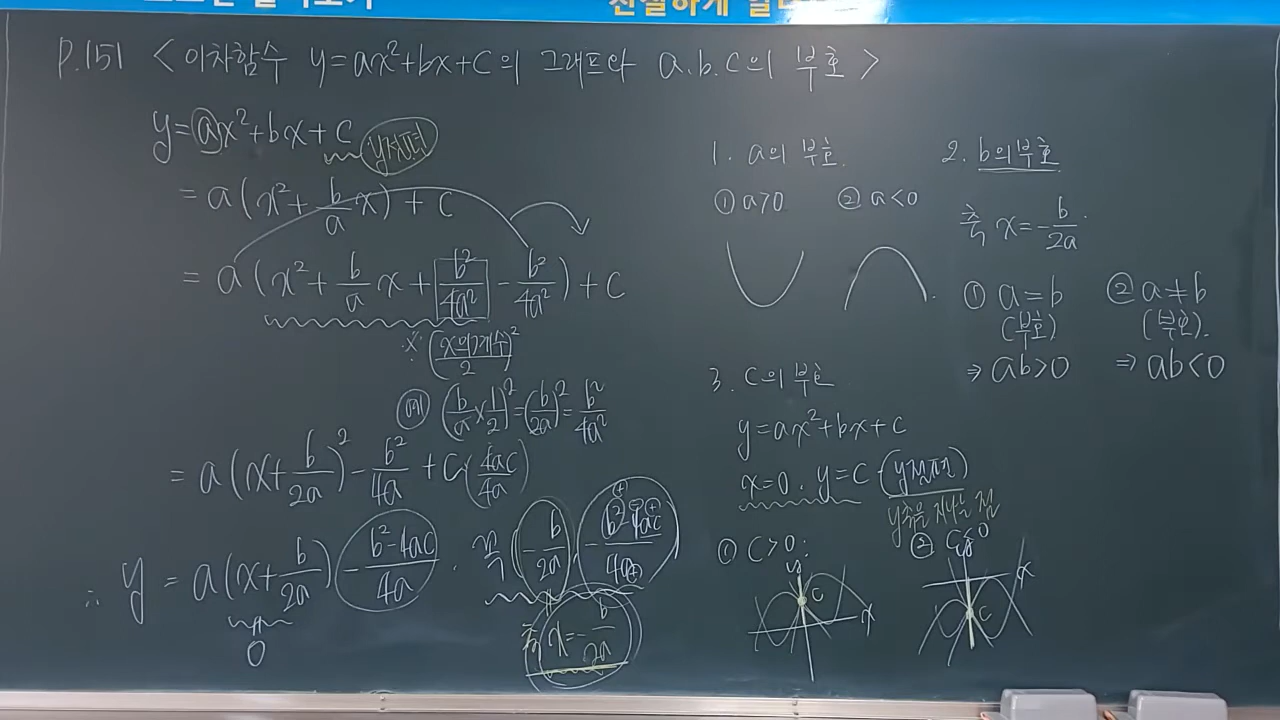 P.151 <이차함수 y=ax²+bx+c의 그래프와 a.b.c의 부호>
y=ax²+bx+c y절편
=a(x²+b/a x)+c
=a(x²+b/a x+b²/4a²-b²/4a²)+c
※(x의계수/2)²
예 (b/a×1/2)²=(b/2a)²=b²/4a²
=a(x+b/2a)²-b²/4a+c·(4ac/4a)
∴ y=a(x+b/2a)-b²-4ac/4a. 꼭(-b/2a, -b²-4ac/4a)
0
축 x=-b/2a
1. a의 부호.
① a>0 ② a<0
2. b의 부호
축 x=-b/2a
① a=b ② a≠b
(부호) (부호).
⇒ab>0 ⇒ab<0
3. c의 부호
y=ax²+bx+c
x=0. y=c (y절편)
y축을 지나는 점
① c>0: ② c<0
y y
c x c x